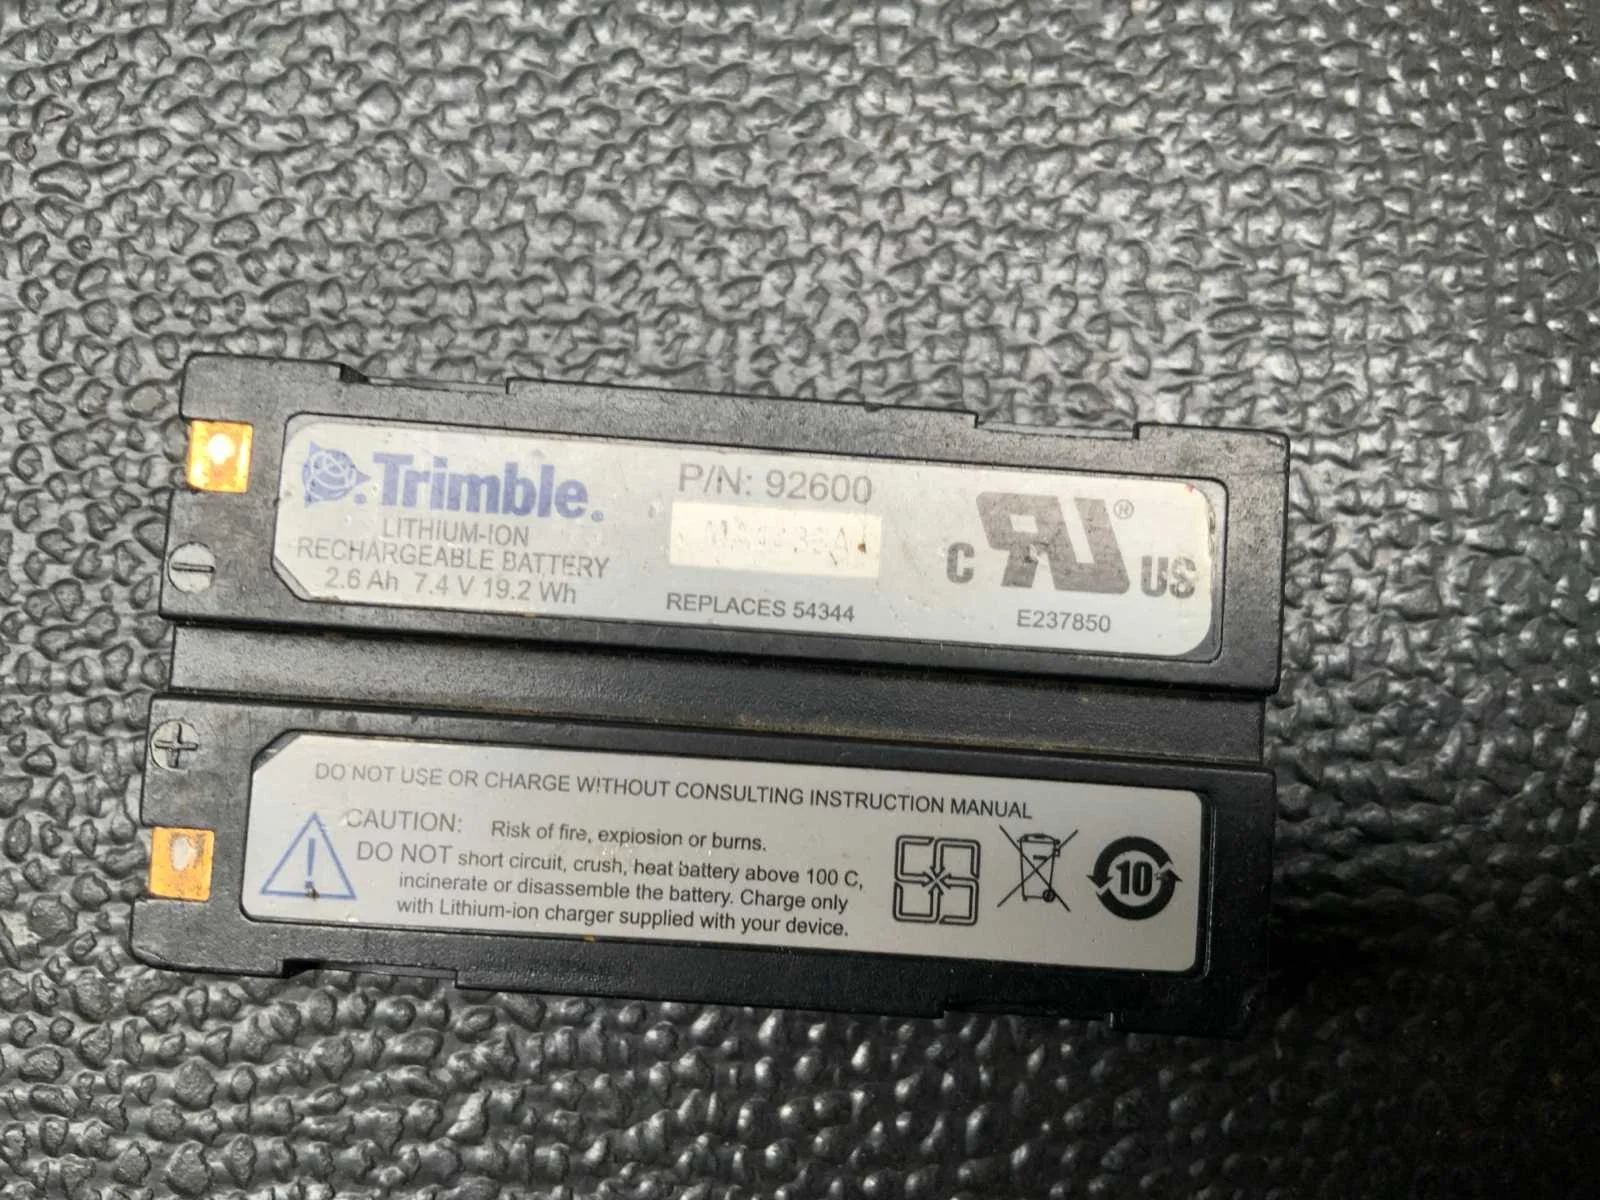 Trimble.
LITHIUM-ION
RECHARGEABLE BATTERY
2.6 Ah 7.4 V 19.2 Wh
P/N: 92600
REPLACES 54344
C RU ® US
E237850
DO NOT USE OR CHARGE WITHOUT CONSULTING INSTRUCTION MANUAL
CAUTION: Risk of fire, explosion or burns.
DO NOT short circuit, crush, heat battery above 100 C,
incinerate or disassemble the battery. Charge only
with Lithium-ion charger supplied with your device.
10